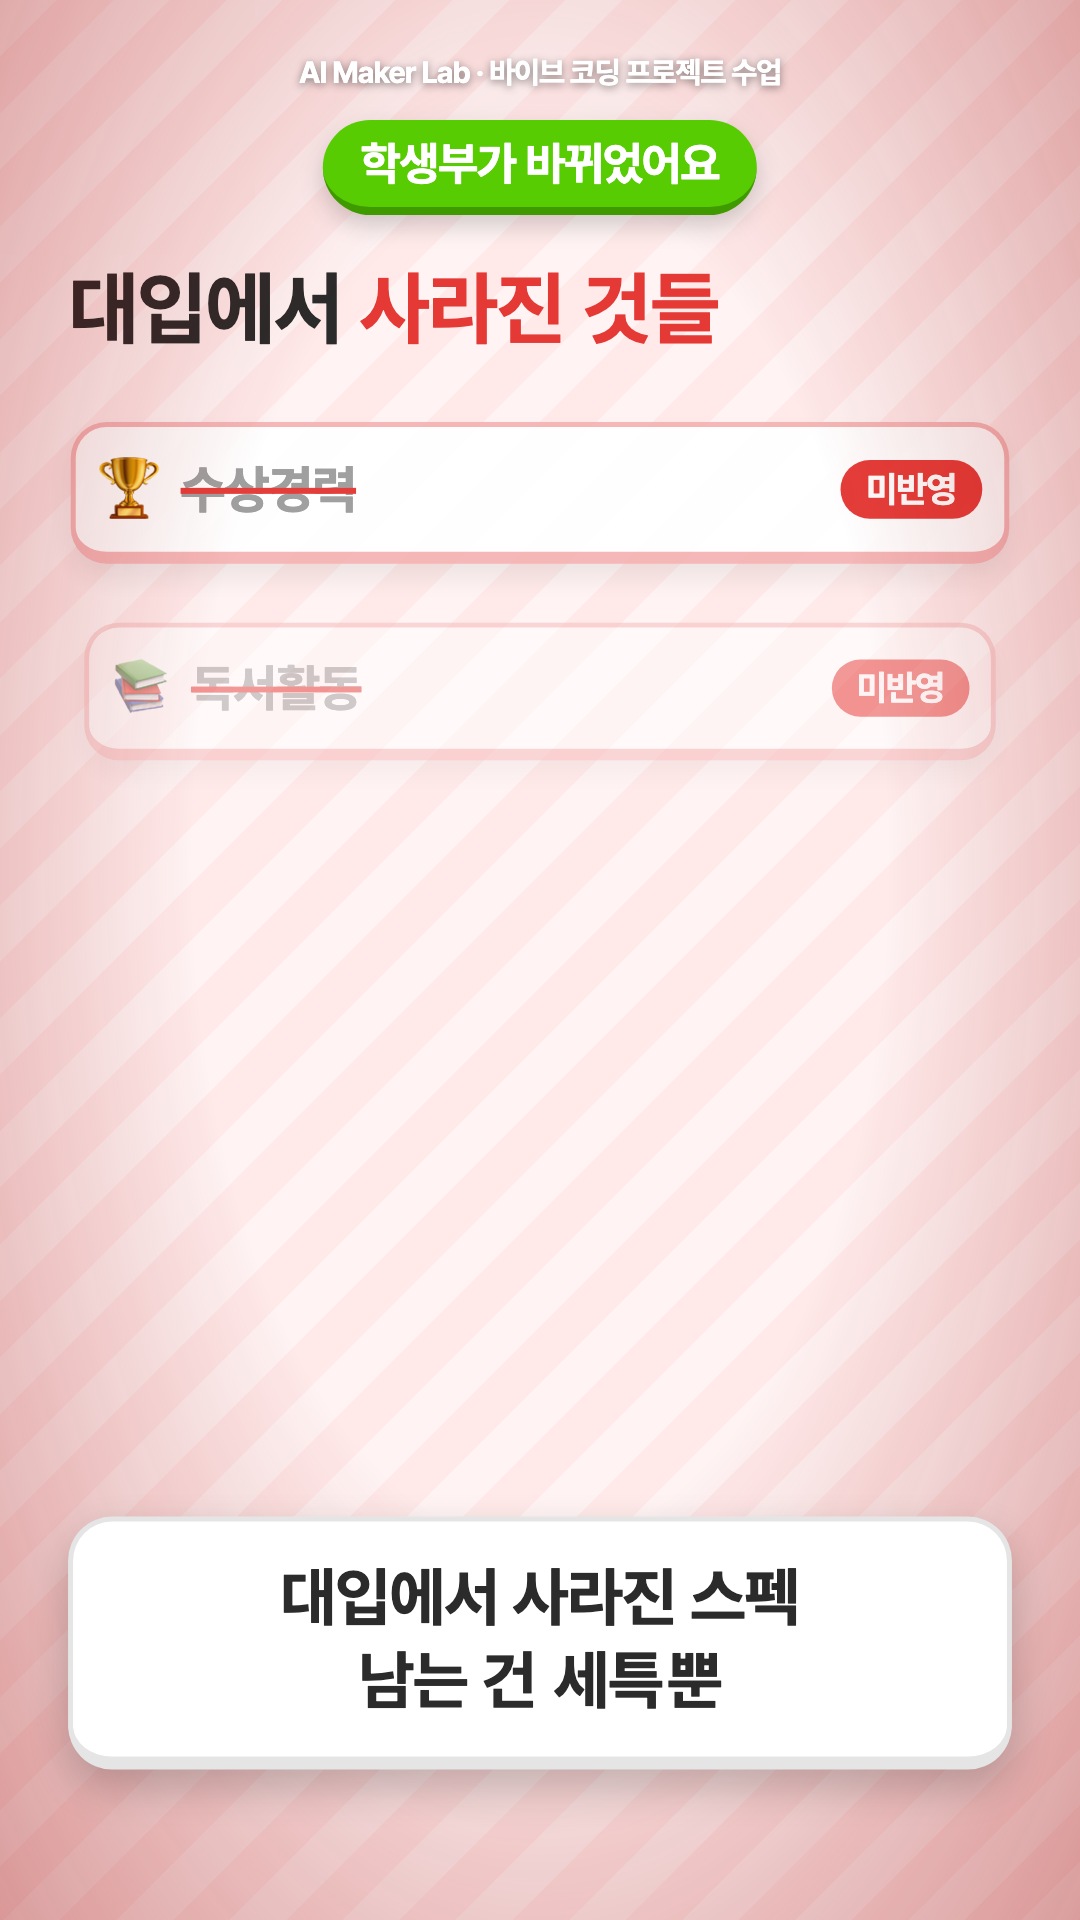 AI Maker Lab · 바이브 코딩 프로젝트 수업
학생부가 바뀌었어요
대입에서 사라진 것들
수상경력
미반영
독서활동
미반영
대입에서 사라진 스펙
남는 건 세특뿐